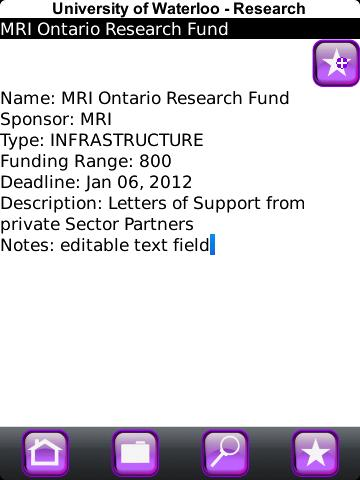 University of Waterloo - Research
MRI Ontario Research Fund
Name: MRI Ontario Research Fund
Sponsor: MRI
Type: INFRASTRUCTURE
Funding Range: 800
Deadline: Jan 06, 2012
Description: Letters of Support from
private Sector Partners
Notes: editable text field